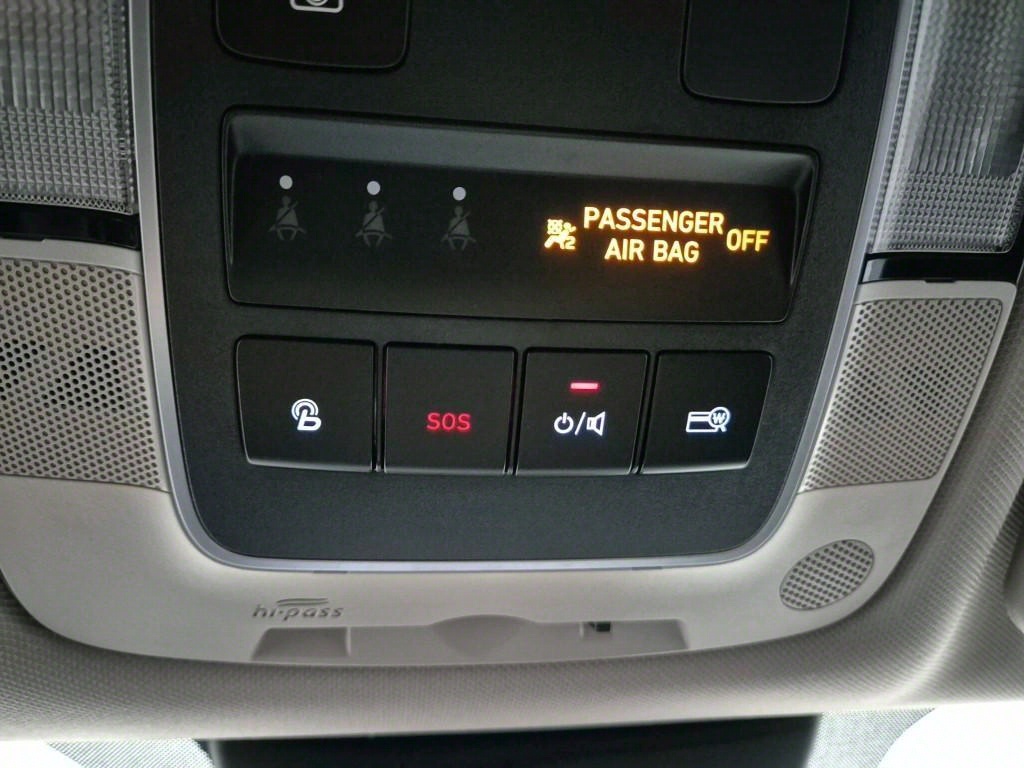 PASSENGER
AIR BAG
OFF
SOS
W
hi-pass